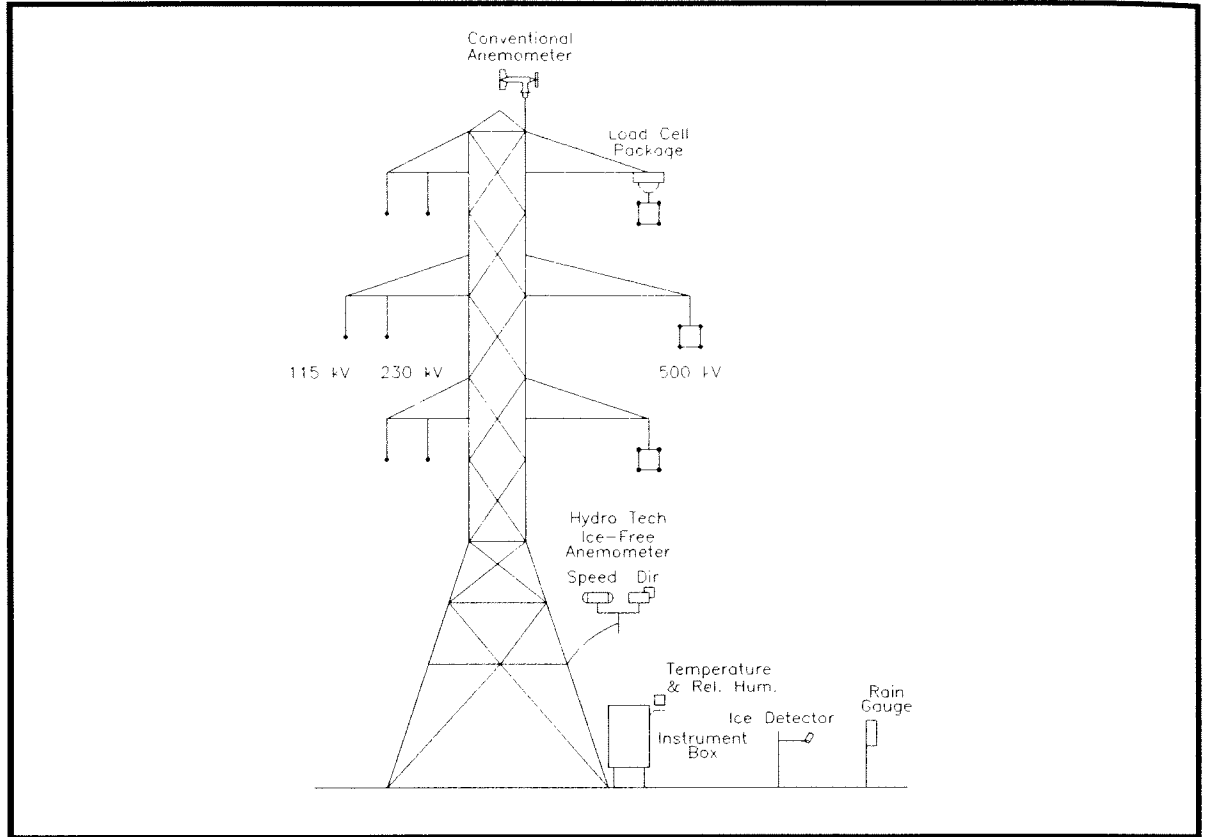 Conventional
Anemometer
Load Cell
Package
115 kV
230 kV
500 kV
Hydro Tech
Ice-Free
Anemometer
Speed
Dir
Temperature
& Rel. Hum.
Instrument
Box
Ice Detector
Rain
Gauge